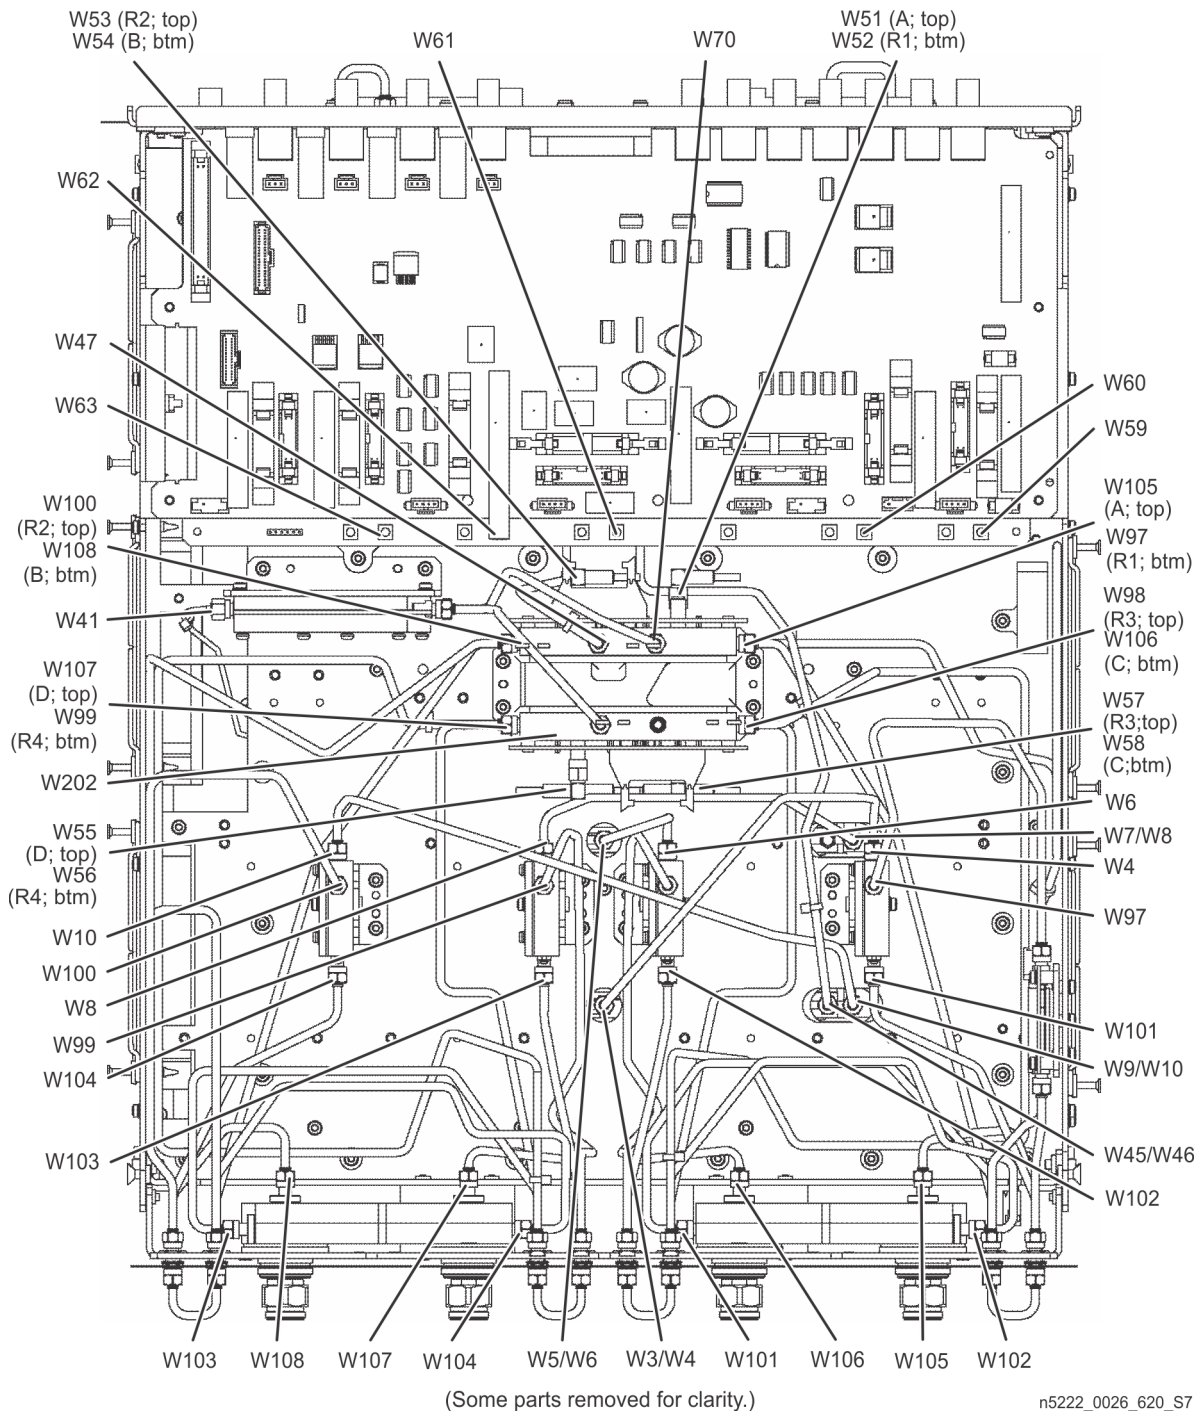 W53 (R2; top)
W54 (B; btm)
W61
W70
W51 (A; top)
W52 (R1; btm)
W62
W47
W63
W100
(R2; top)
W108
(B; btm)
W41
W107
(D; top)
W99
(R4; btm)
W202
W55
(D; top)
W56
(R4; btm)
W10
W100
W8
W99
W104
W103
W60
W59
W105
(A; top)
W97
(R1; btm)
W98
(R3; top)
W106
(C; btm)
W57
(R3;top)
W58
(C;btm)
W6
W7/W8
W4
W97
W101
W9/W10
W45/W46
W102
W103
W108
W107
W104
W5/W6
W3/W4
W101
W106
W105
W102
(Some parts removed for clarity.)
n5222_0026_620_S7